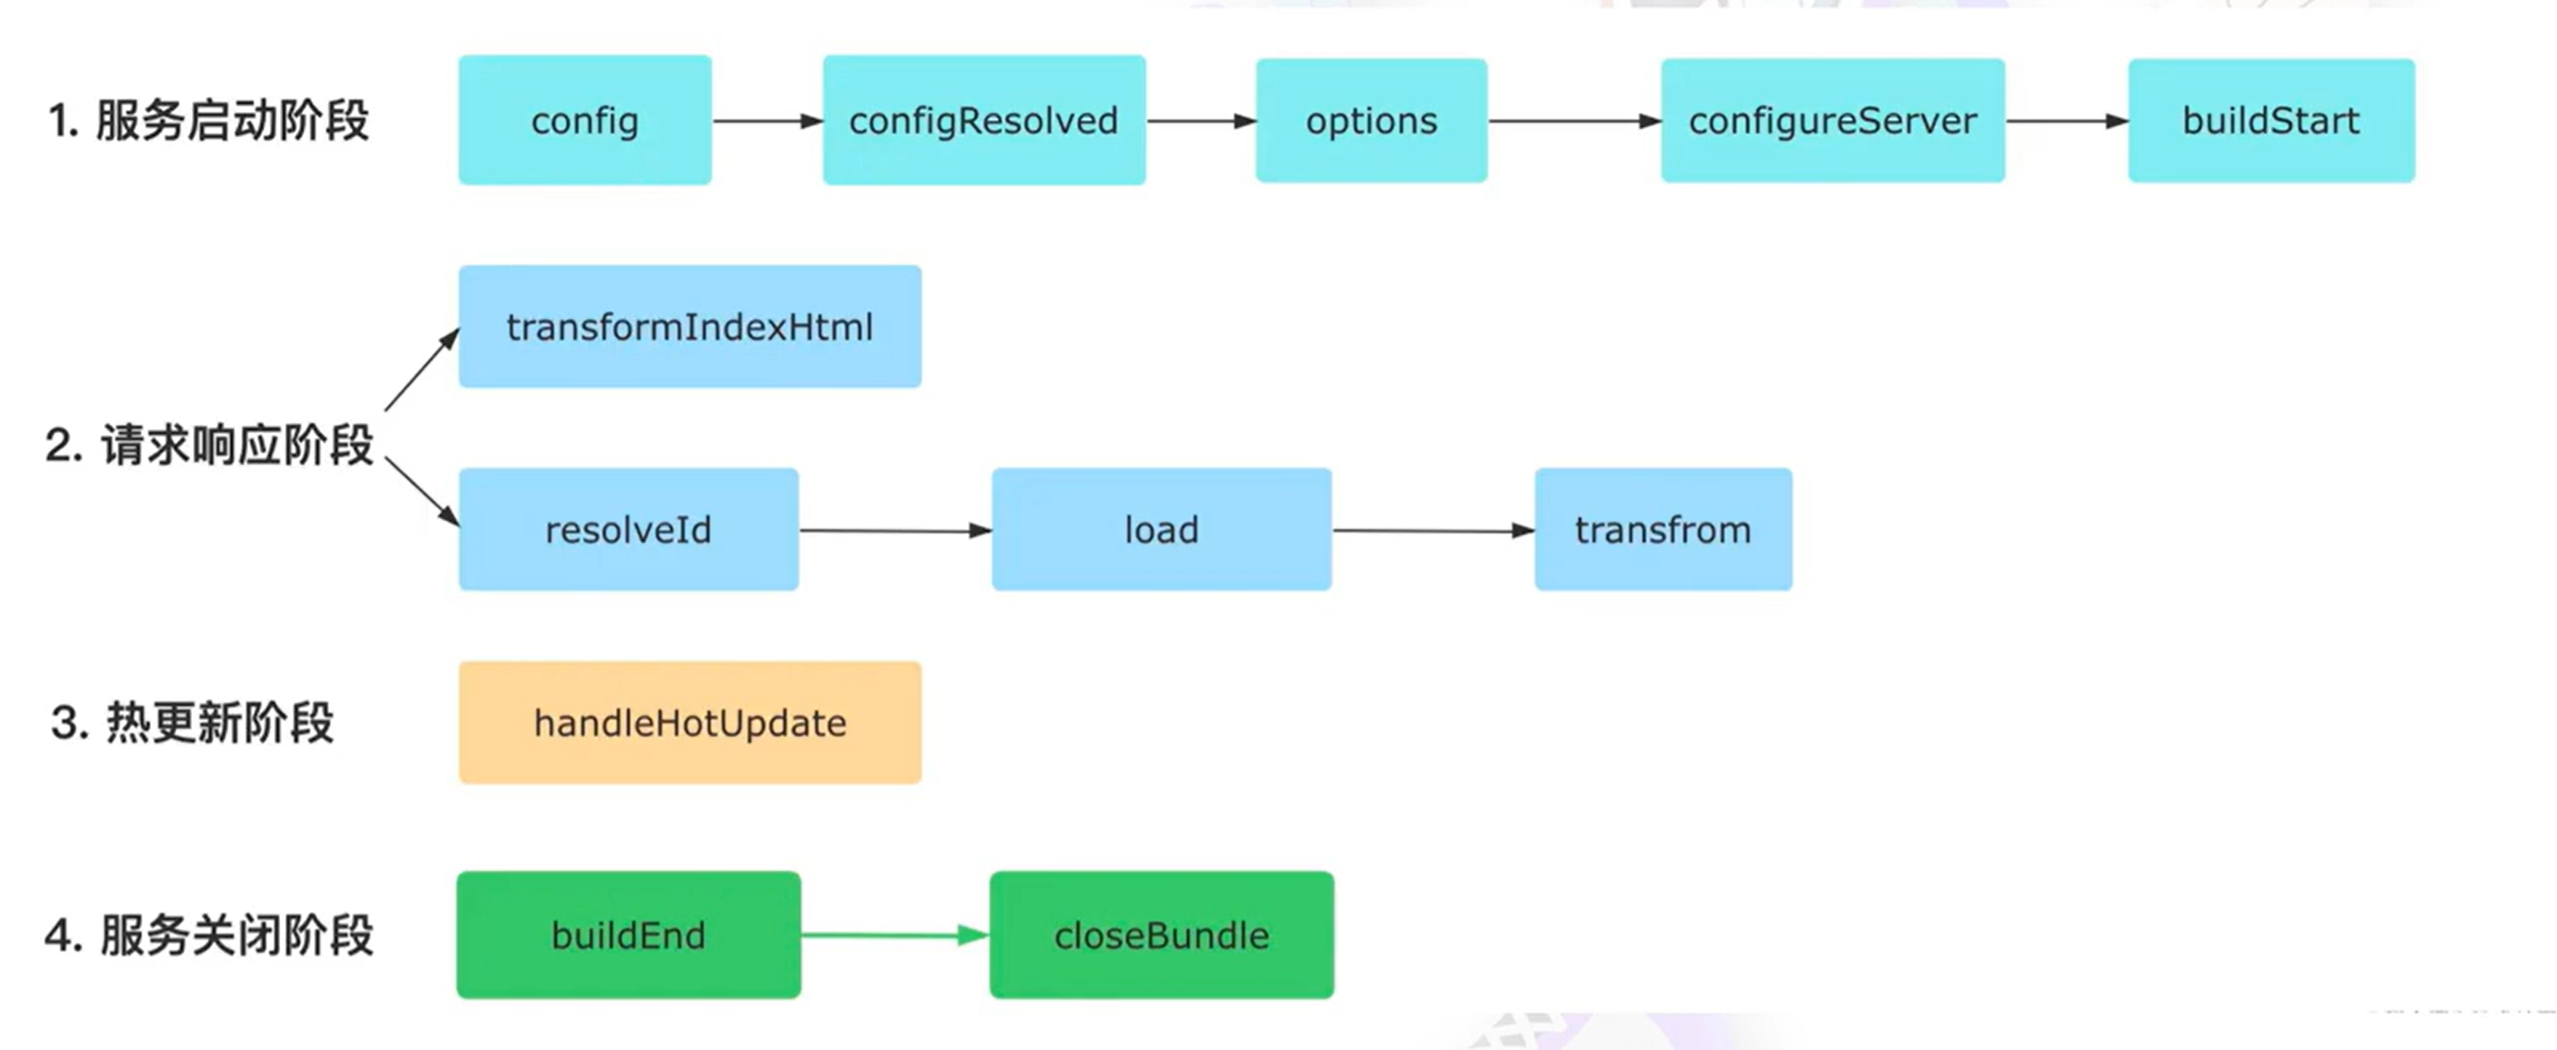 1. 服务启动阶段 config configResolved options configureServer buildStart
transformIndexHtml
2. 请求响应阶段
resolveId load transfrom
3. 热更新阶段 handleHotUpdate
4. 服务关闭阶段 buildEnd closeBundle